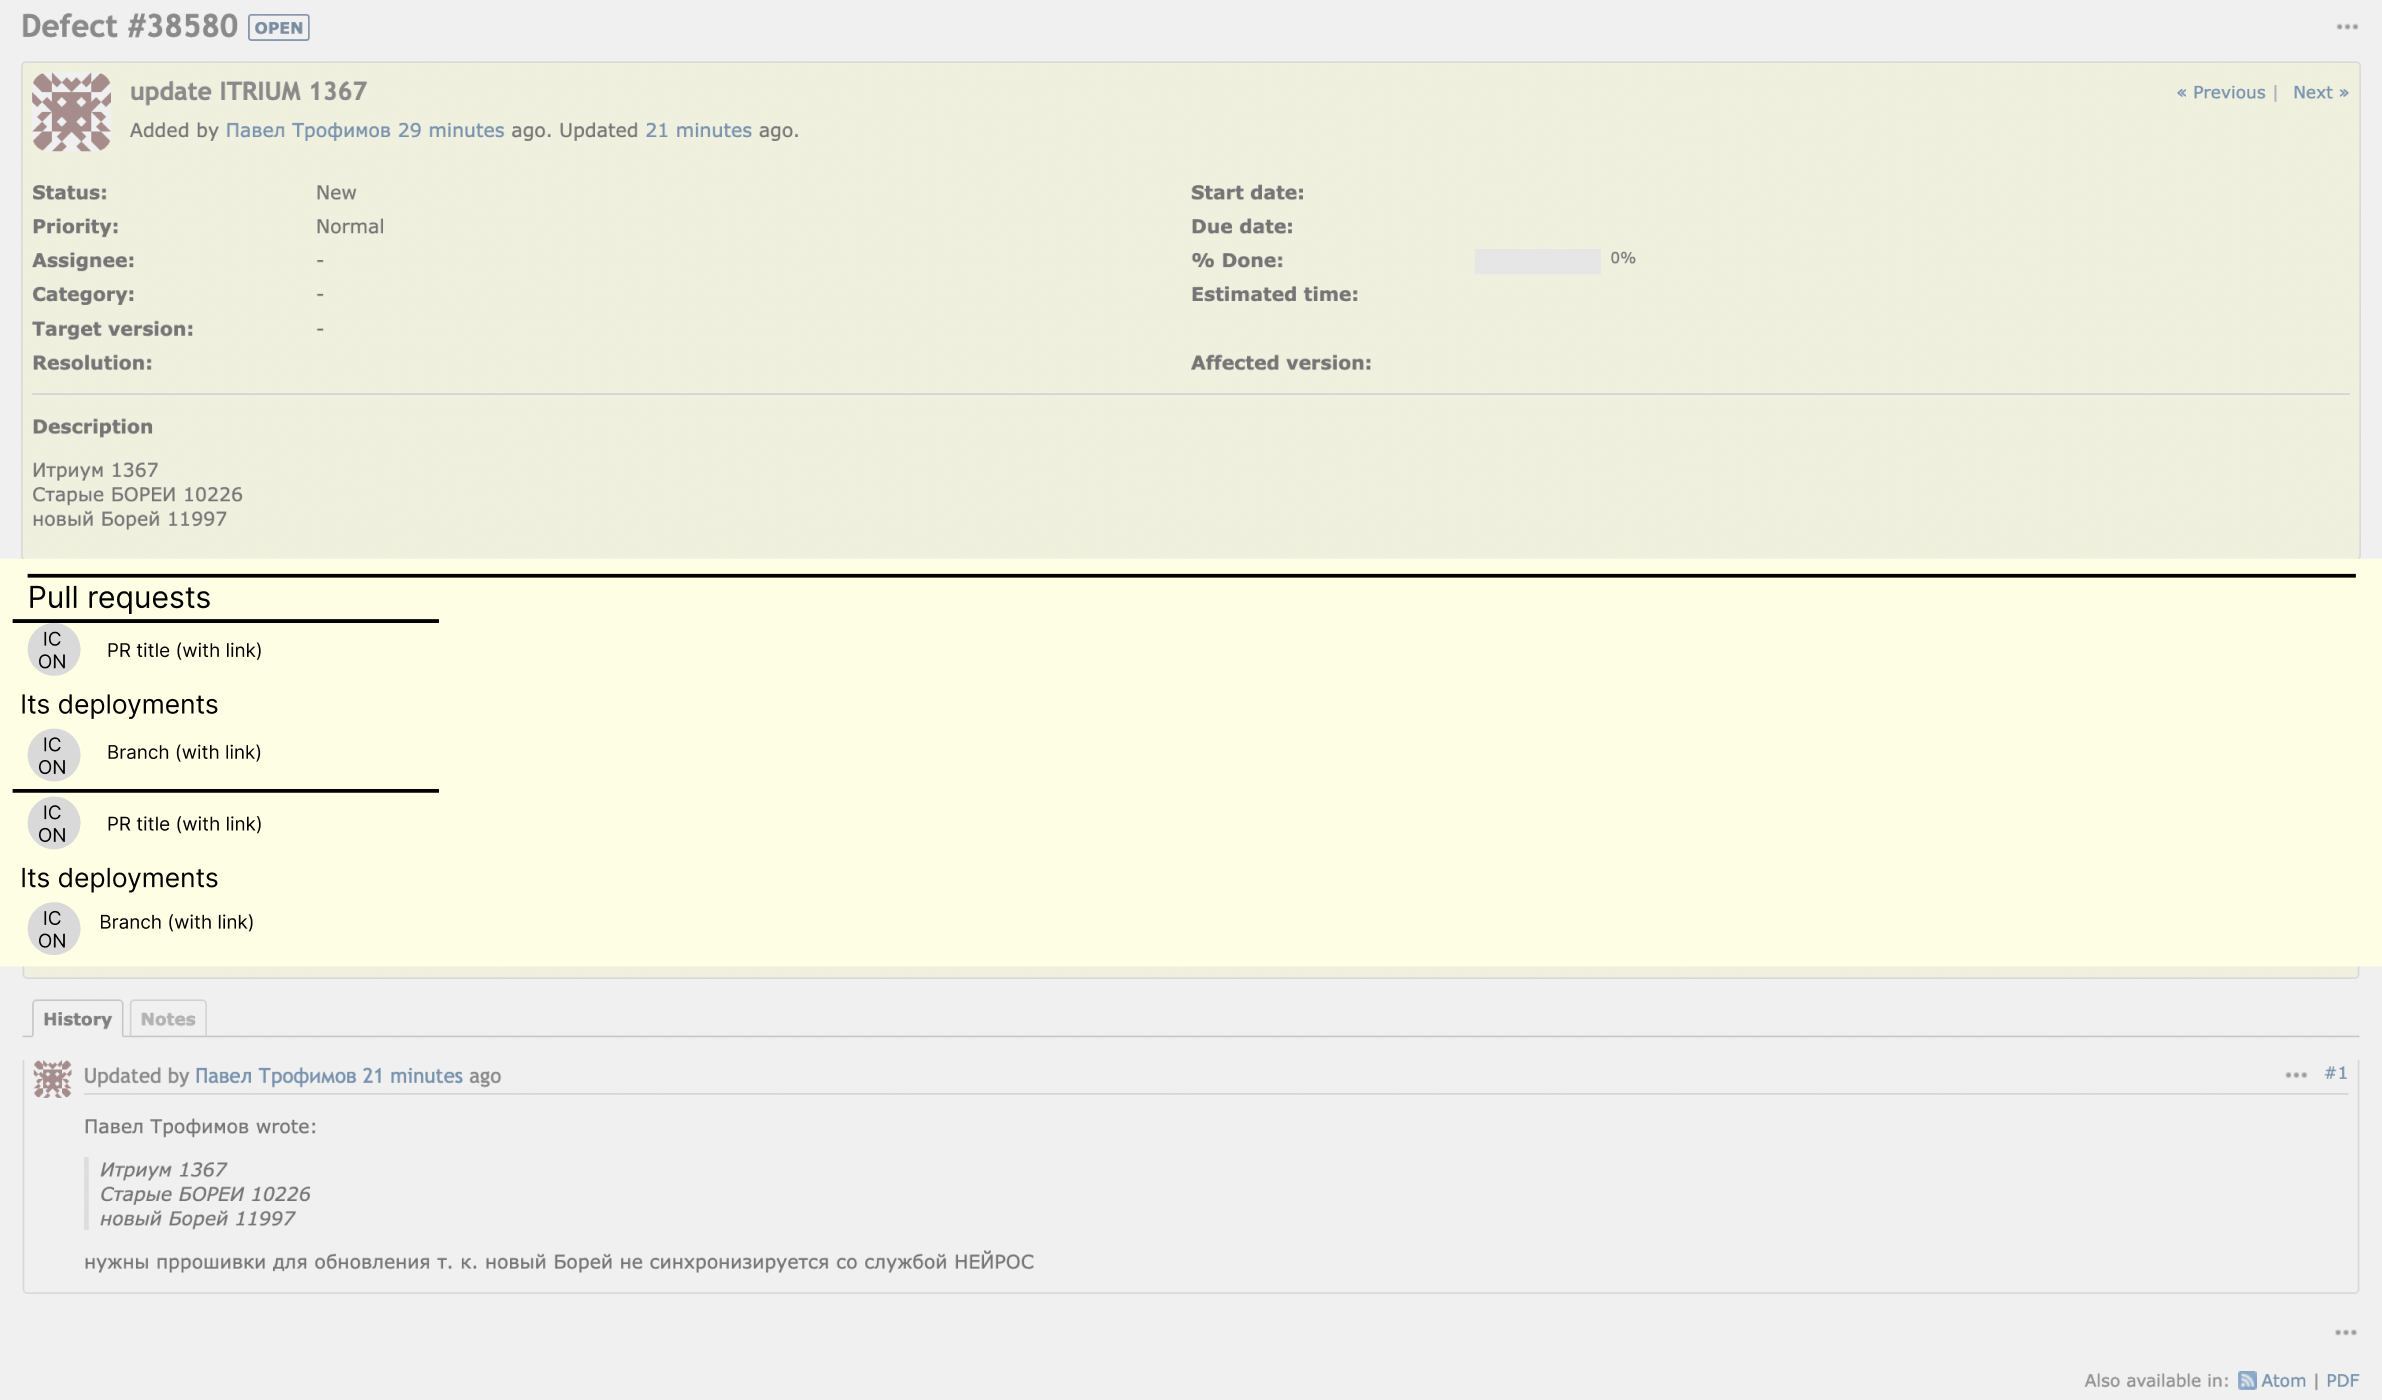 Defect #38580 OPEN
update ITRIUM 1367
« Previous | Next »
Added by Павел Трофимов 29 minutes ago. Updated 21 minutes ago.
Status: New
Start date:
Priority: Normal
Due date:
Assignee: -
% Done: 0%
Category: -
Estimated time:
Target version: -
Resolution:
Affected version:
Description
Итриум 1367
Старые БОРЕИ 10226
новый Борей 11997
Pull requests
IC
ON
PR title (with link)
Its deployments
IC
ON
Branch (with link)
IC
ON
PR title (with link)
Its deployments
IC
ON
Branch (with link)
History Notes
Updated by Павел Трофимов 21 minutes ago
#1
Павел Трофимов wrote:
Итриум 1367
Старые БОРЕИ 10226
новый Борей 11997
нужны пррошивки для обновления т. к. новый Борей не синхронизируется со службой НЕЙРОС
Also available in: Atom | PDF